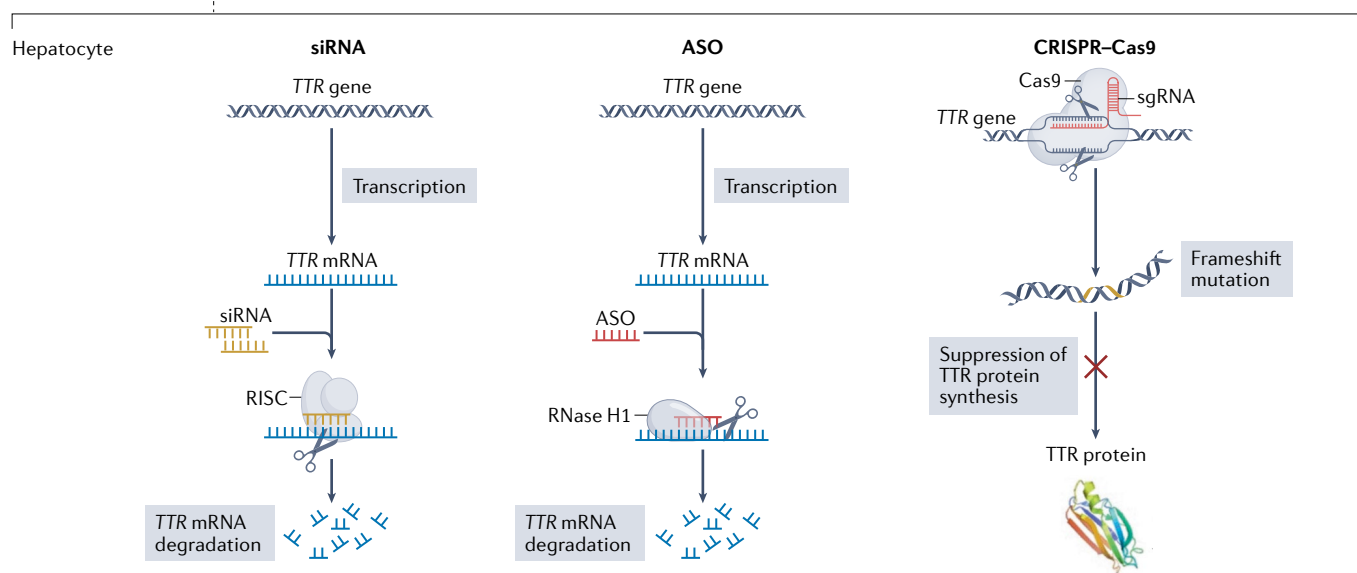 Hepatocyte
siRNA
TTR gene
Transcription
TTR mRNA
siRNA
RISC
TTR mRNA
degradation
ASO
TTR gene
Transcription
TTR mRNA
ASO
RNase H1
TTR mRNA
degradation
CRISPR–Cas9
Cas9
sgRNA
TTR gene
Frameshift
mutation
Suppression of
TTR protein
synthesis
TTR protein